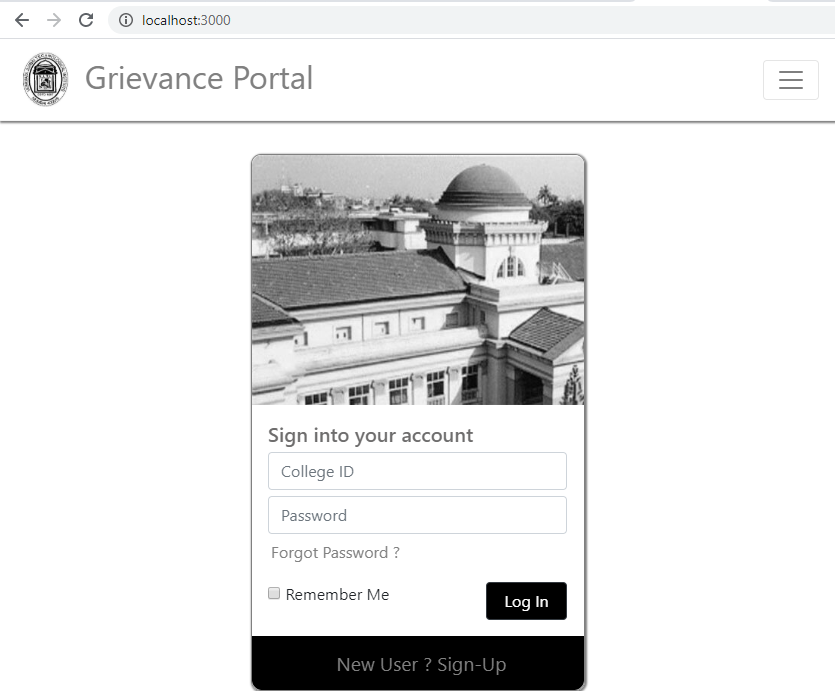 localhost:3000
Grievance Portal
Sign into your account
College ID
Password
Forgot Password ?
Remember Me
Log In
New User ? Sign-Up